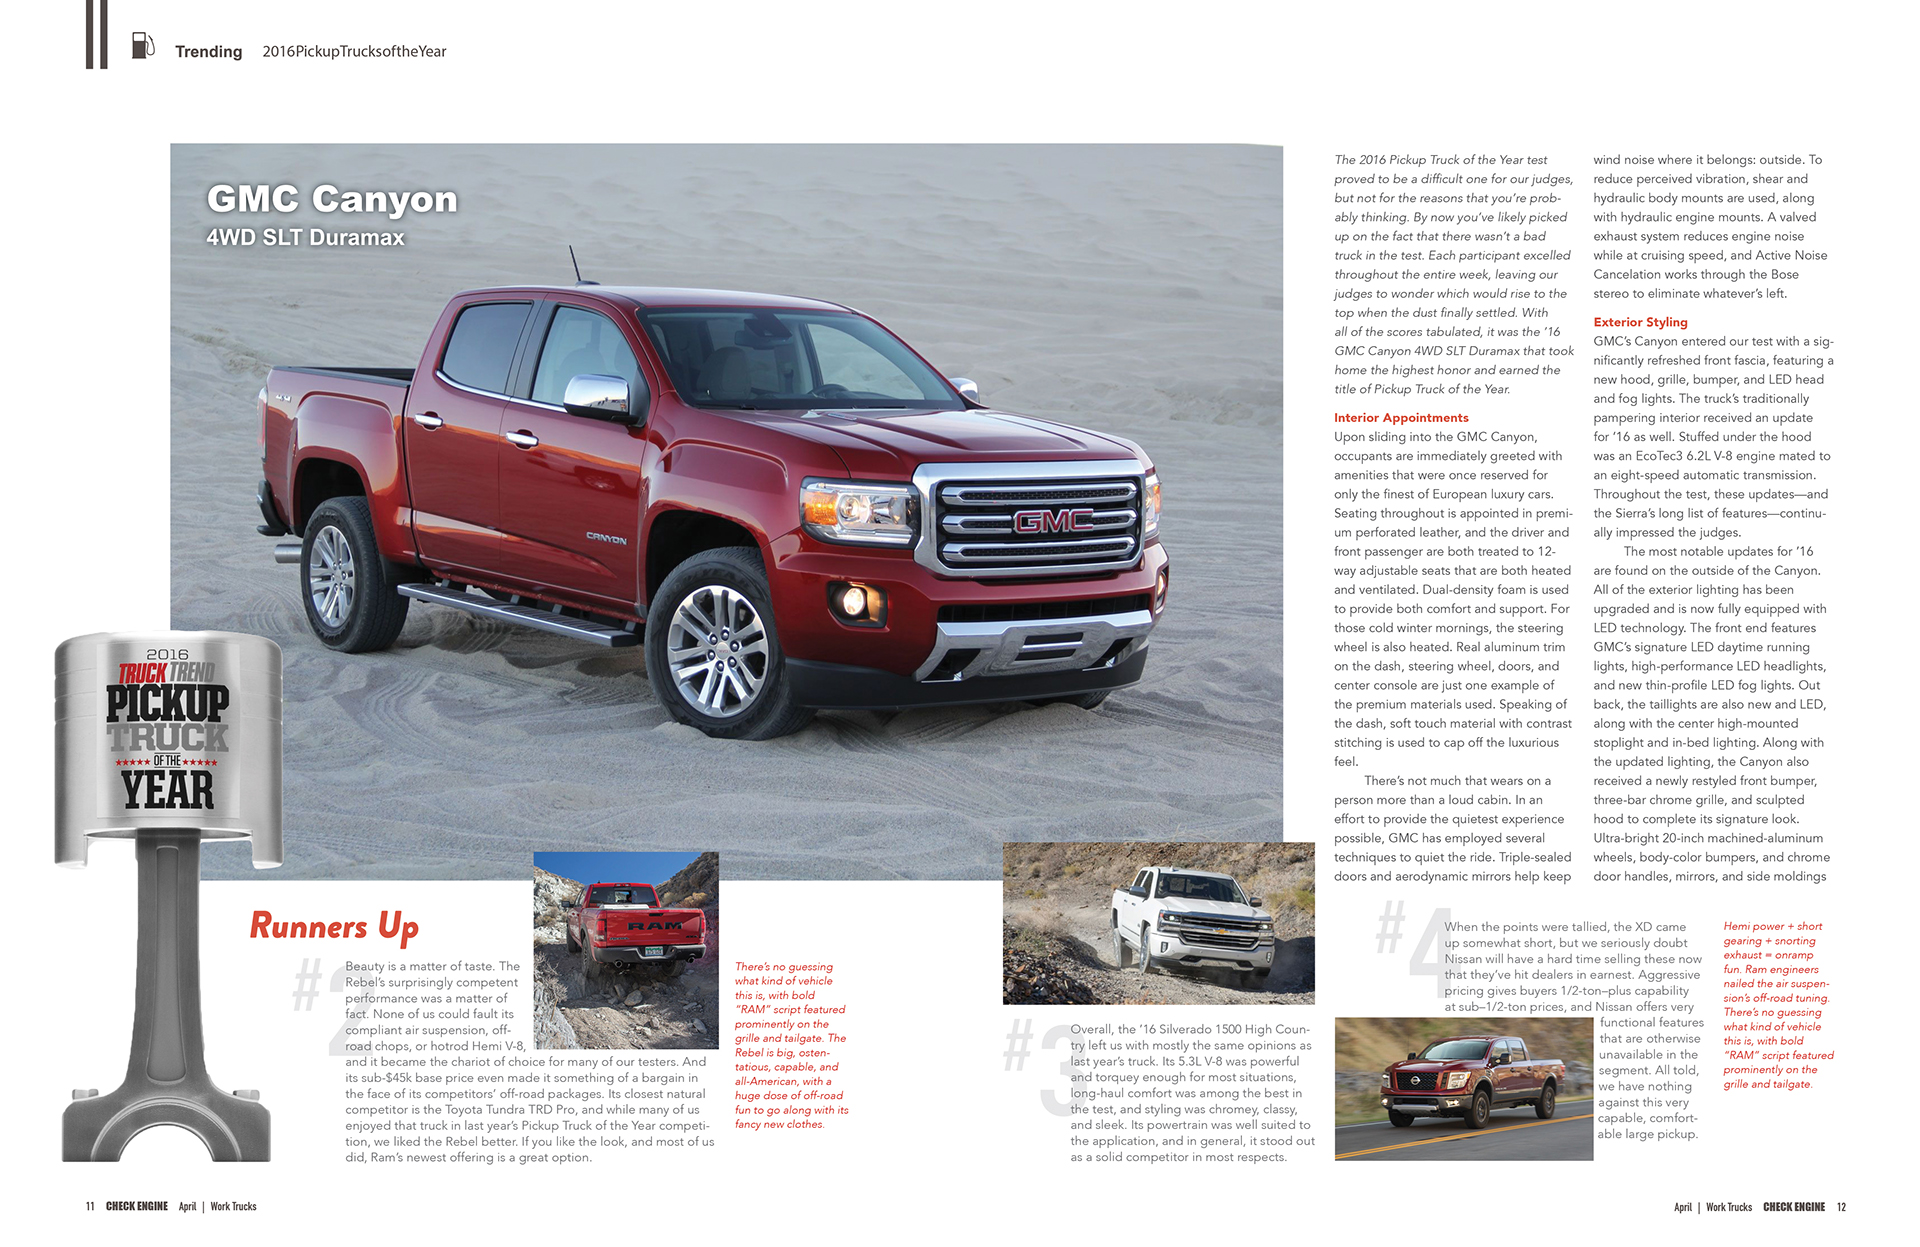 Trending 2016PickupTrucksoftheYear
GMC Canyon
4WD SLT Duramax
CANYON
GMC
2016
TRUCK TREND
PICKUP
TRUCK
OF THE
YEAR
The 2016 Pickup Truck of the Year test
proved to be a difficult one for our judges,
but not for the reasons that you're prob-
ably thinking. By now you've likely picked
up on the fact that there wasn't a bad
truck in the test. Each participant excelled
throughout the entire week, leaving our
judges to wonder which would rise to the
top when the dust finally settled. With
all of the scores tabulated, it was the '16
GMC Canyon 4WD SLT Duramax that took
home the highest honor and earned the
title of Pickup Truck of the Year.
Interior Appointments
Upon sliding into the GMC Canyon,
occupants are immediately greeted with
amenities that were once reserved for
only the finest of European luxury cars.
Seating throughout is appointed in premi-
um perforated leather, and the driver and
front passenger are both treated to 12-
way adjustable seats that are both heated
and ventilated. Dual-density foam is used
to provide both comfort and support. For
those cold winter mornings, the steering
wheel is also heated. Real aluminum trim
on the dash, steering wheel, doors, and
center console are just one example of
the premium materials used. Speaking of
the dash, soft touch material with contrast
stitching is used to cap off the luxurious
feel.
There's not much that wears on a
person more than a loud cabin. In an
effort to provide the quietest experience
possible, GMC has employed several
techniques to quiet the ride. Triple-sealed
doors and aerodynamic mirrors help keep
wind noise where it belongs: outside. To
reduce perceived vibration, shear and
hydraulic body mounts are used, along
with hydraulic engine mounts. A valved
exhaust system reduces engine noise
while at cruising speed, and Active Noise
Cancelation works through the Bose
stereo to eliminate whatever's left.
Exterior Styling
GMC's Canyon entered our test with a sig-
nificantly refreshed front fascia, featuring a
new hood, grille, bumper, and LED head
and fog lights. The truck's traditionally
pampering interior received an update
for '16 as well. Stuffed under the hood
was an EcoTec3 6.2L V-8 engine mated to
an eight-speed automatic transmission.
Throughout the test, these updates—and
the Sierra's long list of features—continu-
ally impressed the judges.
The most notable updates for '16
are found on the outside of the Canyon.
All of the exterior lighting has been
upgraded and is now fully equipped with
LED technology. The front end features
GMC's signature LED daytime running
lights, high-performance LED headlights,
and new thin-profile LED fog lights. Out
back, the taillights are also new and LED,
along with the center high-mounted
stoplight and in-bed lighting. Along with
the updated lighting, the Canyon also
received a newly restyled front bumper,
three-bar chrome grille, and sculpted
hood to complete its signature look.
Ultra-bright 20-inch machined-aluminum
wheels, body-color bumpers, and chrome
door handles, mirrors, and side moldings
Runners Up
#2
Beauty is a matter of taste. The
Rebel's surprisingly competent
performance was a matter of
fact. None of us could fault its
compliant air suspension, off-
road chops, or hotrod Hemi V-8,
and it became the chariot of choice for many of our testers. And
its sub-$45k base price even made it something of a bargain in
the face of its competitors' off-road packages. Its closest natural
competitor is the Toyota Tundra TRD Pro, and while many of us
enjoyed that truck in last year's Pickup Truck of the Year competi-
tion, we liked the Rebel better. If you like the look, and most of us
did, Ram's newest offering is a great option.
RAM
There's no guessing
what kind of vehicle
this is, with bold
"RAM" script featured
prominently on the
grille and tailgate. The
Rebel is big, osten-
tatious, capable, and
all-American, with a
huge dose of off-road
fun to go along with its
fancy new clothes.
#3
Overall, the '16 Silverado 1500 High Coun-
try left us with mostly the same opinions as
last year's truck. Its 5.3L V-8 was powerful
and torquey enough for most situations,
long-haul comfort was among the best in
the test, and styling was chromey, classy,
and sleek. Its powertrain was well suited to
the application, and in general, it stood out
as a solid competitor in most respects.
#4
When the points were tallied, the XD came
up somewhat short, but we seriously doubt
Nissan will have a hard time selling these now
that they've hit dealers in earnest. Aggressive
pricing gives buyers 1/2-ton–plus capability
at sub–1/2-ton prices, and Nissan offers very
functional features
that are otherwise
unavailable in the
segment. All told,
we have nothing
against this very
capable, comfort-
able large pickup.
Hemi power + short
gearing + snorting
exhaust = onramp
fun. Ram engineers
nailed the air suspen-
sion's off-road tuning.
There's no guessing
what kind of vehicle
this is, with bold
"RAM" script featured
prominently on the
grille and tailgate.
11 CHECK ENGINE April | Work Trucks
April | Work Trucks CHECK ENGINE 12